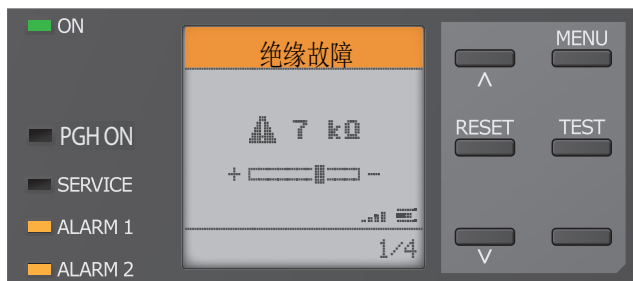 ON
PGH ON
SERVICE
ALARM 1
ALARM 2
绝缘故障
7 kΩ
+ −
1/4
MENU
∧
RESET
TEST
∨